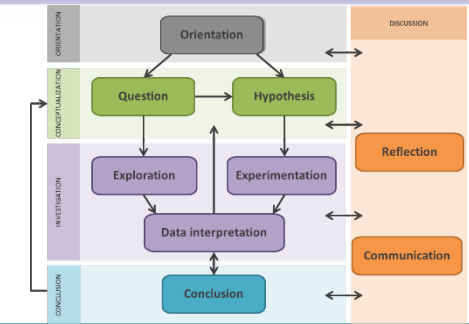 ORIENTATION
Orientation
DISCUSSION
CONCEPTUALIZATION
Question
Hypothesis
Reflection
INVESTIGATION
Exploration
Experimentation
Data interpretation
Communication
CONCLUSION
Conclusion